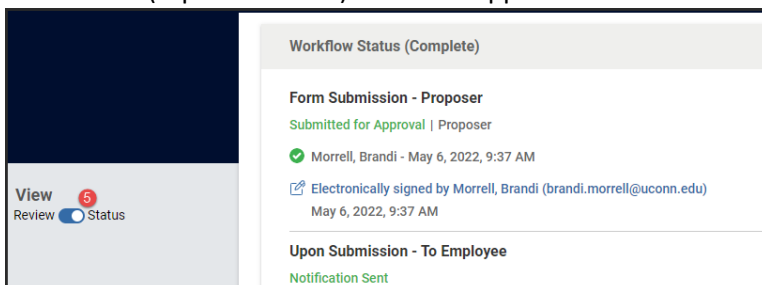 Workflow Status (Complete)
Form Submission - Proposer
Submitted for Approval | Proposer
Morrell, Brandi - May 6, 2022, 9:37 AM
Electronically signed by Morrell, Brandi (brandi.morrell@uconn.edu)
May 6, 2022, 9:37 AM
View 5
Review Status
Upon Submission - To Employee
Notification Sent